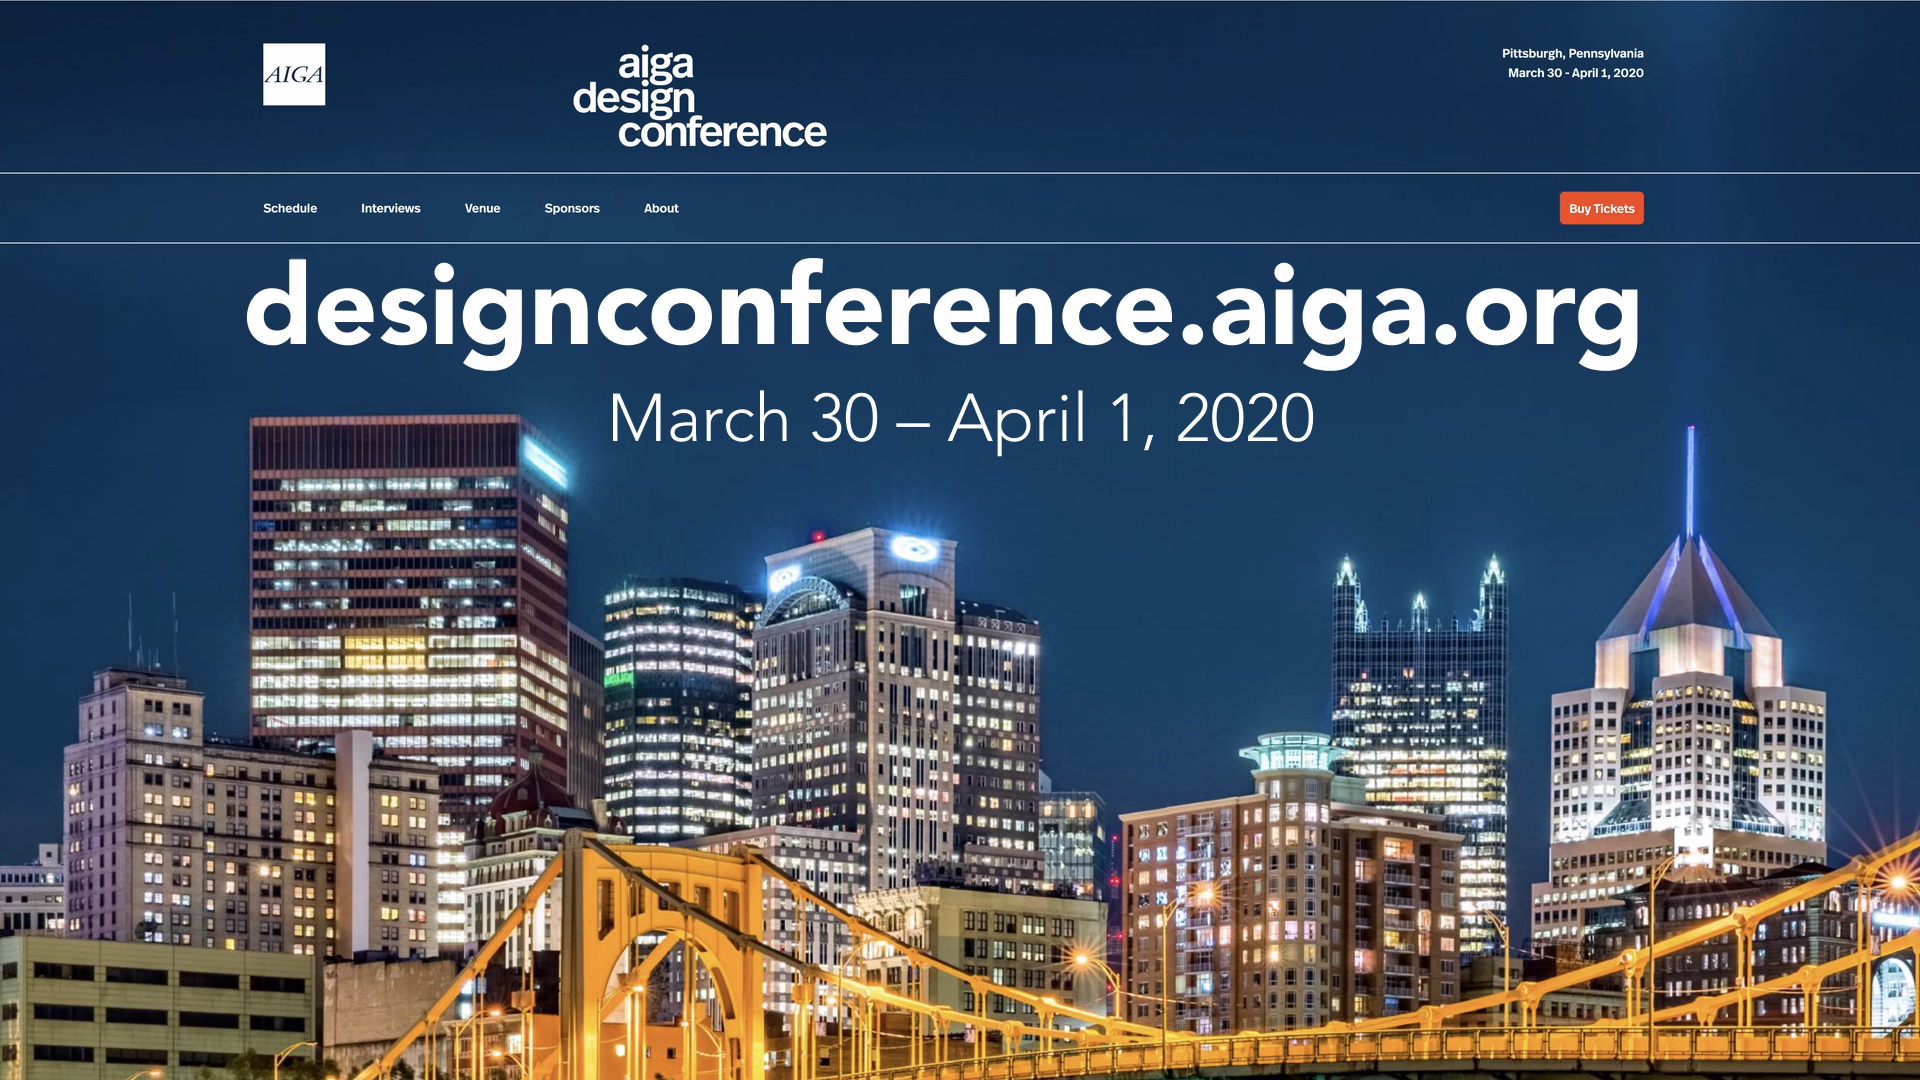 AIGA
aiga
design
conference
Pittsburgh, Pennsylvania
March 30 - April 1, 2020
Schedule
Interviews
Venue
Sponsors
About
Buy Tickets
designconference.aiga.org
March 30 – April 1, 2020